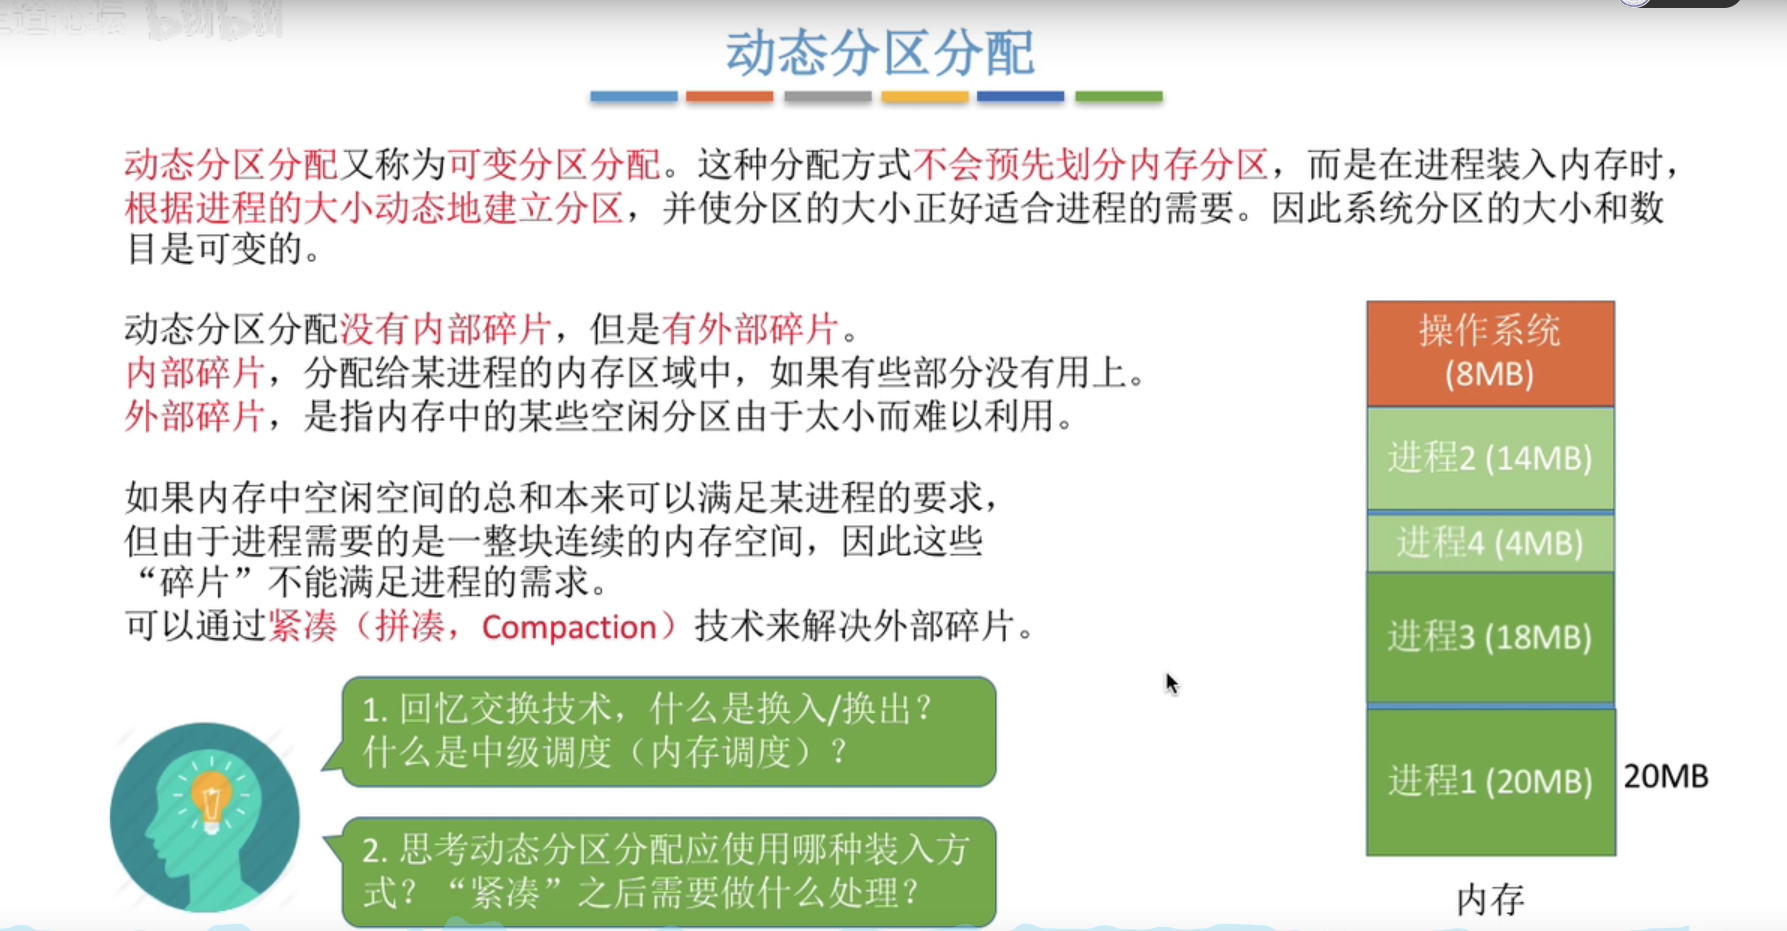 动态分区分配
动态分区分配又称为可变分区分配。这种分配方式不会预先划分内存分区，而是在进程装入内存时，
根据进程的大小动态地建立分区，并使分区的大小正好适合进程的需要。因此系统分区的大小和数
目是可变的。
动态分区分配没有内部碎片，但是有外部碎片。
内部碎片，分配给某进程的内存区域中，如果有些部分没有用上。
外部碎片，是指内存中的某些空闲分区由于太小而难以利用。
如果内存中空闲空间的总和本来可以满足某进程的要求，
但由于进程需要的是一整块连续的内存空间，因此这些
“碎片”不能满足进程的需求。
可以通过紧凑（拼凑，Compaction）技术来解决外部碎片。
1. 回忆交换技术，什么是换入/换出？
什么是中级调度（内存调度）？
2. 思考动态分区分配应使用哪种装入方
式？“紧凑”之后需要做什么处理？
操作系统
(8MB)
进程2 (14MB)
进程4 (4MB)
进程3 (18MB)
进程1 (20MB)
20MB
内存